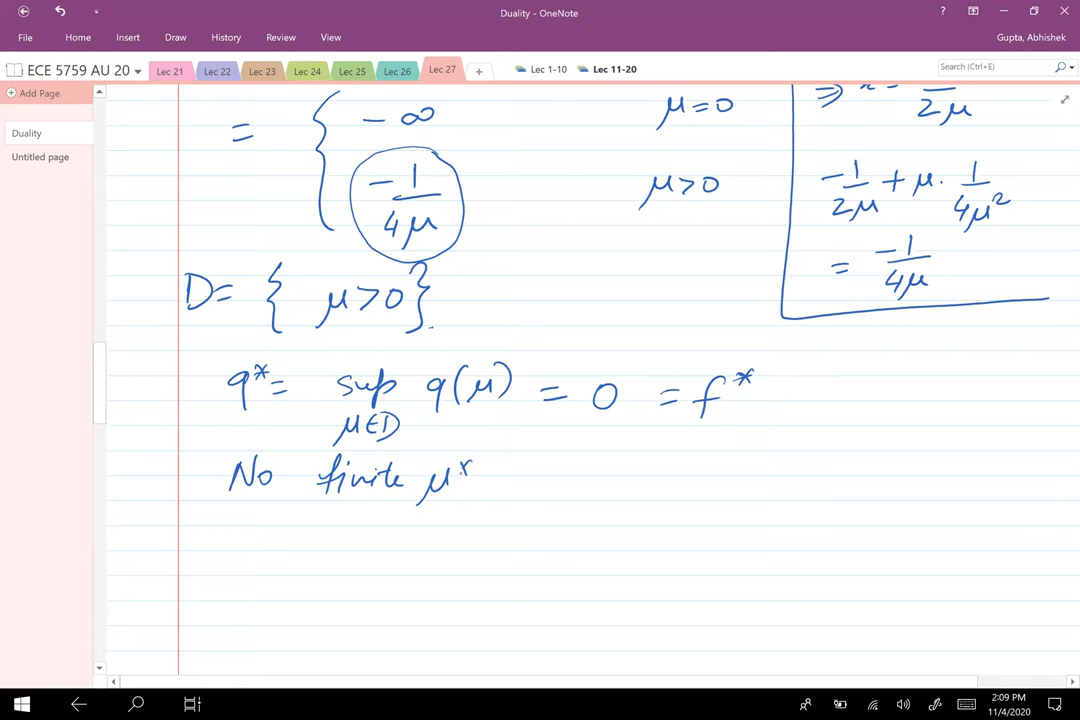 Duality - OneNote
File Home Insert Draw History Review View
Gupta, Abhishek
ECE 5759 AU 20
Lec 21 Lec 22 Lec 23 Lec 24 Lec 25 Lec 26 Lec 27 + Lec 1-10 Lec 11-20
Search (Ctrl+E)
Add Page
Duality
Untitled page
= { -∞ μ=0
-1/4μ μ>0
2μ
-1/2μ + μ · 1/4μ²
= -1/4μ
D= { μ>0}.
q*= sup q(μ) = 0 = f*
μ∈D
No finite μ*
2:09 PM
11/4/2020